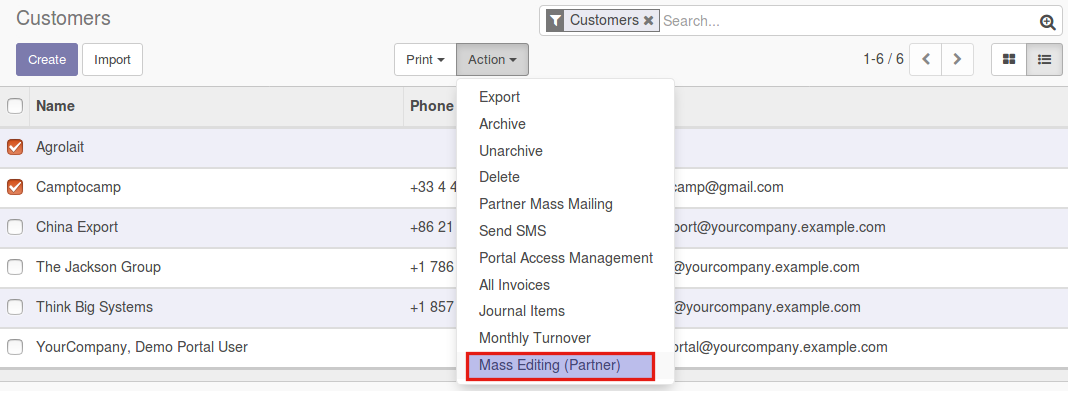 Customers
Customers ✖ Search...
Create Import Print Action 1-6 / 6
Name Phone
Export
Archive
Agrolait
Unarchive
Camptocamp +33 4 4 Delete camp@gmail.com
Partner Mass Mailing
China Export +86 21 Send SMS port@yourcompany.example.com
Portal Access Management
The Jackson Group +1 786 @yourcompany.example.com
All Invoices
Think Big Systems +1 857 Journal Items @yourcompany.example.com
Monthly Turnover
YourCompany, Demo Portal User ortal@yourcompany.example.com
Mass Editing (Partner)